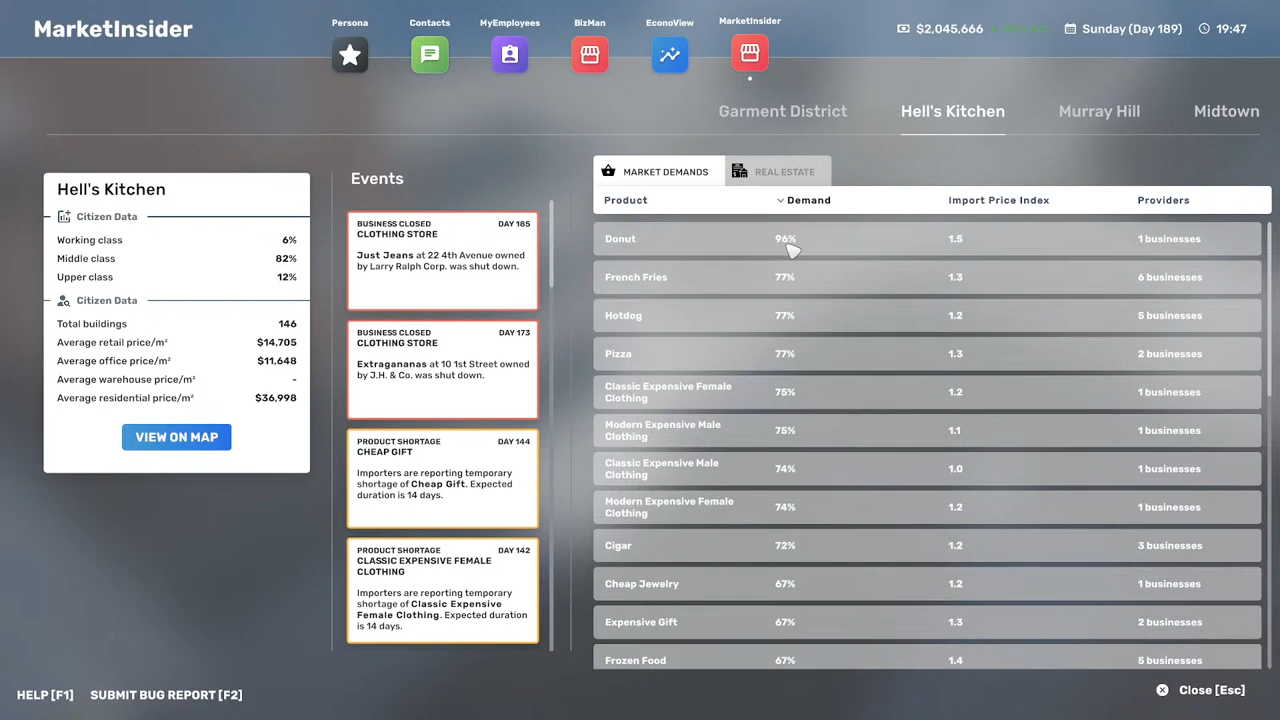 MarketInsider
Persona
Contacts
MyEmployees
BizMan
EconoView
MarketInsider
$2,045,666
Sunday (Day 189)
19:47
Garment District
Hell's Kitchen
Murray Hill
Midtown
Hell's Kitchen
Citizen Data
Working class 6%
Middle class 82%
Upper class 12%
Citizen Data
Total buildings 146
Average retail price/m² $14,705
Average office price/m² $11,648
Average warehouse price/m² -
Average residential price/m² $36,998
VIEW ON MAP
Events
BUSINESS CLOSED DAY 185
CLOTHING STORE
Just Jeans at 22 4th Avenue owned
by Larry Ralph Corp. was shut down.
BUSINESS CLOSED DAY 173
CLOTHING STORE
Extragananas at 10 1st Street owned
by J.H. & Co. was shut down.
PRODUCT SHORTAGE DAY 144
CHEAP GIFT
Importers are reporting temporary
shortage of Cheap Gift. Expected
duration is 14 days.
PRODUCT SHORTAGE DAY 142
CLASSIC EXPENSIVE FEMALE
CLOTHING
Importers are reporting temporary
shortage of Classic Expensive
Female Clothing. Expected duration
is 14 days.
MARKET DEMANDS
REAL ESTATE
Product Demand Import Price Index Providers
Donut 96% 1.5 1 businesses
French Fries 77% 1.3 6 businesses
Hotdog 77% 1.2 5 businesses
Pizza 77% 1.3 2 businesses
Classic Expensive Female
Clothing 75% 1.2 1 businesses
Modern Expensive Male
Clothing 75% 1.1 1 businesses
Classic Expensive Male
Clothing 74% 1.0 1 businesses
Modern Expensive Female
Clothing 74% 1.2 1 businesses
Cigar 72% 1.2 3 businesses
Cheap Jewelry 67% 1.2 1 businesses
Expensive Gift 67% 1.3 2 businesses
Frozen Food 67% 1.4 5 businesses
HELP [F1]
SUBMIT BUG REPORT [F2]
Close [Esc]